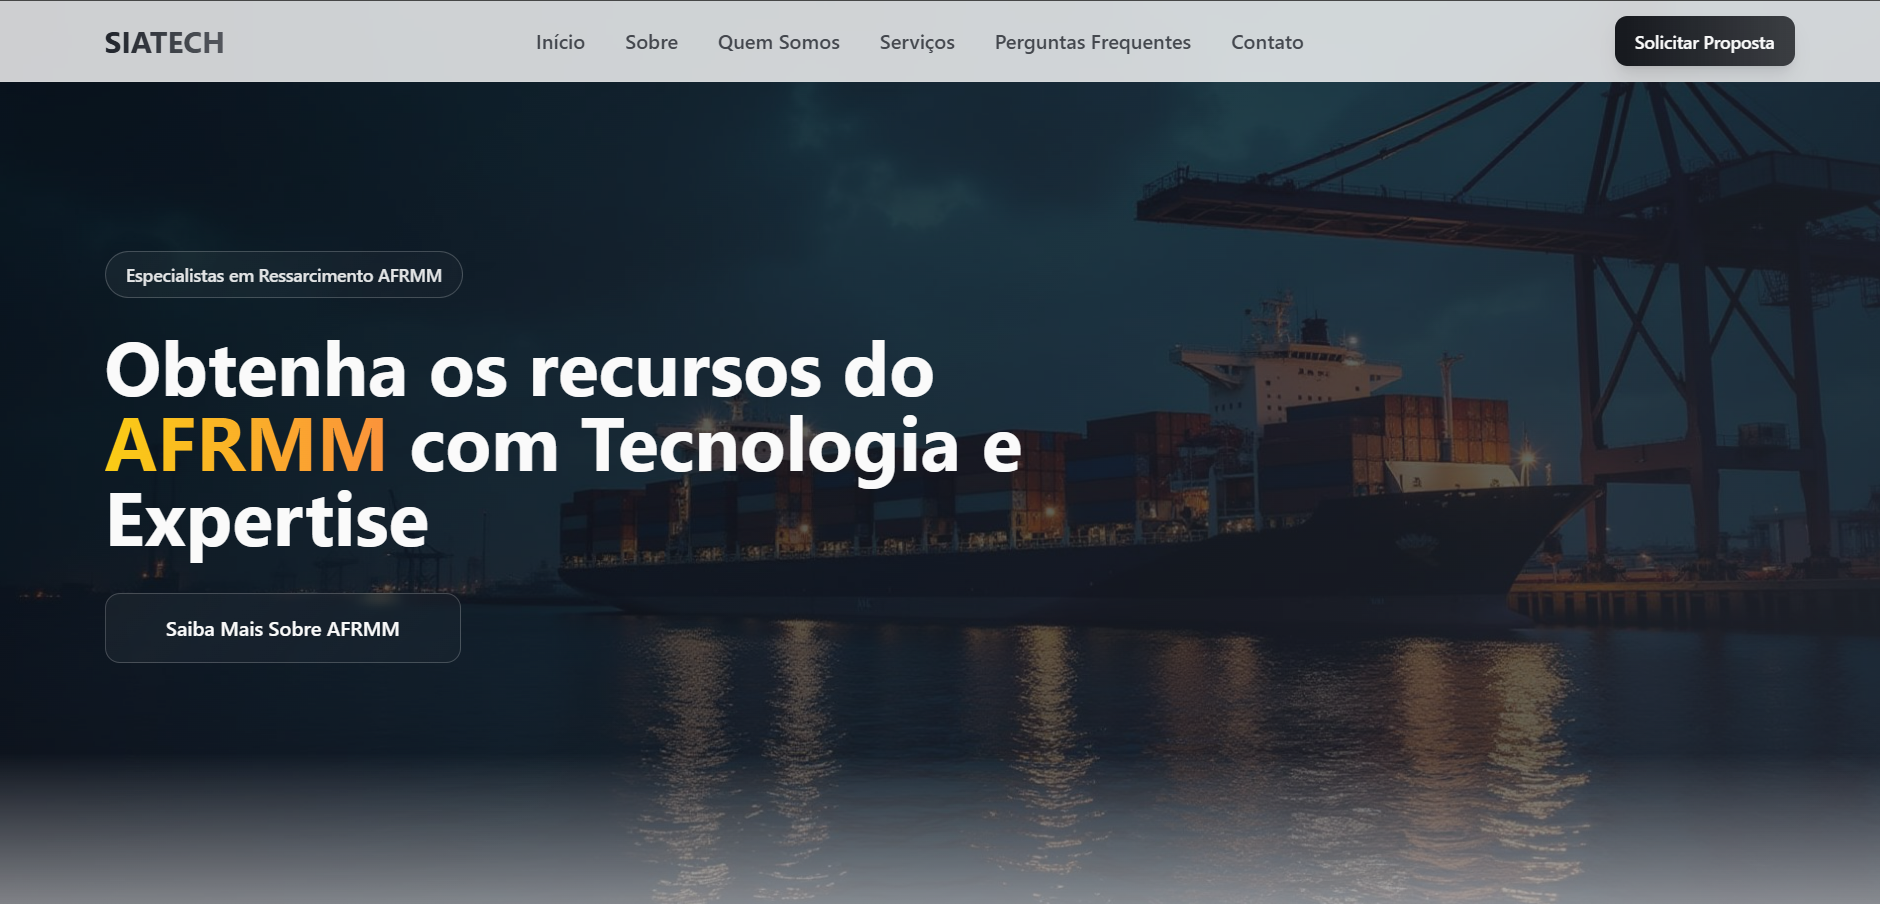 SIATECH
Início
Sobre
Quem Somos
Serviços
Perguntas Frequentes
Contato
Solicitar Proposta
Especialistas em Ressarcimento AFRMM
Obtenha os recursos do
AFRMM com Tecnologia e
Expertise
Saiba Mais Sobre AFRMM